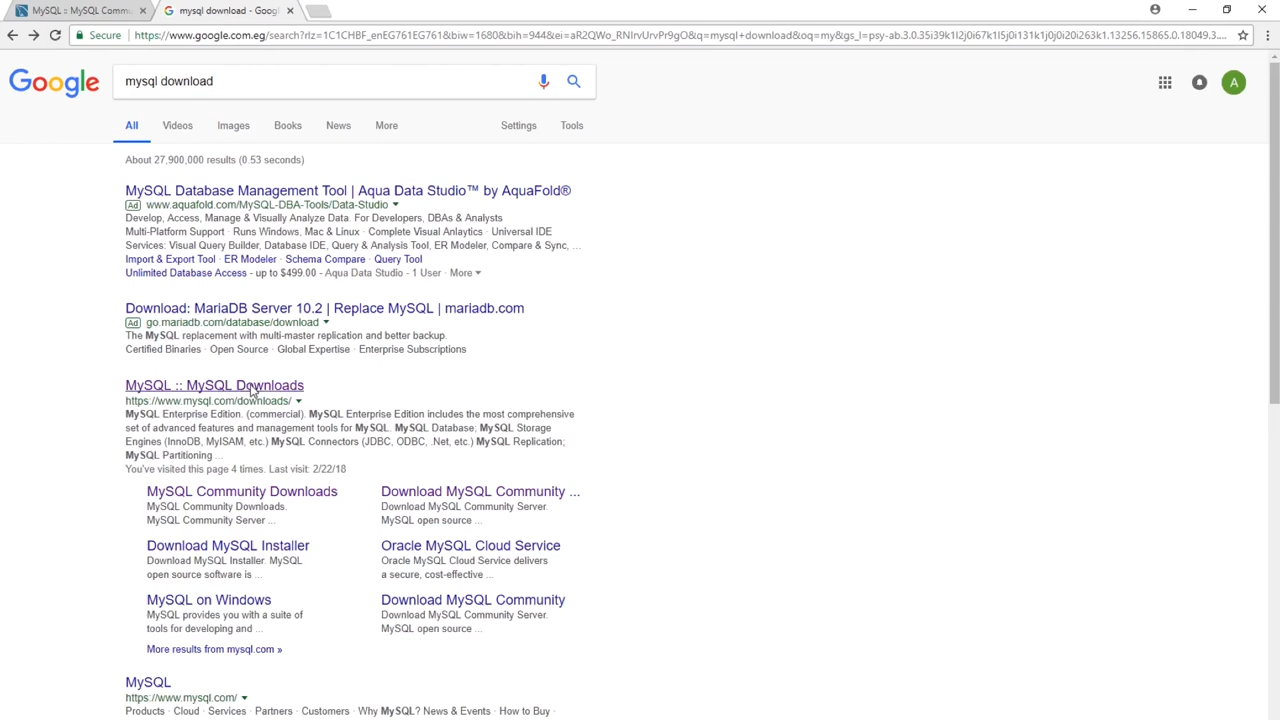 MySQL :: MySQL Commu
mysql download - Googl
Secure
https://www.google.com.eg/search?rlz=1C1CHBF_enEG761EG761&biw=1680&bih=944&ei=aR2QWo_RNIrvUrvPr9gO&q=mysql+download&oq=my&gs_l=psy-ab.3.0.35i39k1l2j0i67k1l5j0i131k1j0j0i20i263k1.13256.15865.0.18049.3....
Google
mysql download
A
All Videos Images Books News More Settings Tools
About 27,900,000 results (0.53 seconds)
MySQL Database Management Tool | Aqua Data Studio™ by AquaFold®
Ad www.aquafold.com/MySQL-DBA-Tools/Data-Studio
Develop, Access, Manage & Visually Analyze Data. For Developers, DBAs & Analysts
Multi-Platform Support · Runs Windows, Mac & Linux · Complete Visual Anlaytics · Universal IDE
Services: Visual Query Builder, Database IDE, Query & Analysis Tool, ER Modeler, Compare & Sync, ...
Import & Export Tool · ER Modeler · Schema Compare · Query Tool
Unlimited Database Access - up to $499.00 - Aqua Data Studio - 1 User · More
Download: MariaDB Server 10.2 | Replace MySQL | mariadb.com
Ad go.mariadb.com/database/download
The MySQL replacement with multi-master replication and better backup.
Certified Binaries · Open Source · Global Expertise · Enterprise Subscriptions
MySQL :: MySQL Downloads
https://www.mysql.com/downloads/
MySQL Enterprise Edition. (commercial). MySQL Enterprise Edition includes the most comprehensive
set of advanced features and management tools for MySQL. MySQL Database; MySQL Storage
Engines (InnoDB, MyISAM, etc.) MySQL Connectors (JDBC, ODBC, .Net, etc.) MySQL Replication;
MySQL Partitioning ...
You've visited this page 4 times. Last visit: 2/22/18
MySQL Community Downloads
MySQL Community Downloads.
MySQL Community Server ...
Download MySQL Community ...
Download MySQL Community Server.
MySQL open source ...
Download MySQL Installer
Download MySQL Installer. MySQL
open source software is ...
Oracle MySQL Cloud Service
Oracle MySQL Cloud Service delivers
a secure, cost-effective ...
MySQL on Windows
MySQL provides you with a suite of
tools for developing and ...
Download MySQL Community
Download MySQL Community Server.
MySQL open source ...
More results from mysql.com »
MySQL
https://www.mysql.com/
Products · Cloud · Services · Partners · Customers · Why MySQL? News & Events · How to Buy ·